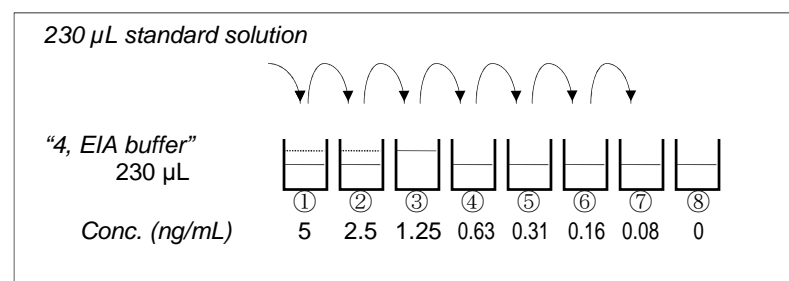 230 µL standard solution
“4, EIA buffer”
230 µL
① ② ③ ④ ⑤ ⑥ ⑦ ⑧
Conc. (ng/mL) 5 2.5 1.25 0.63 0.31 0.16 0.08 0